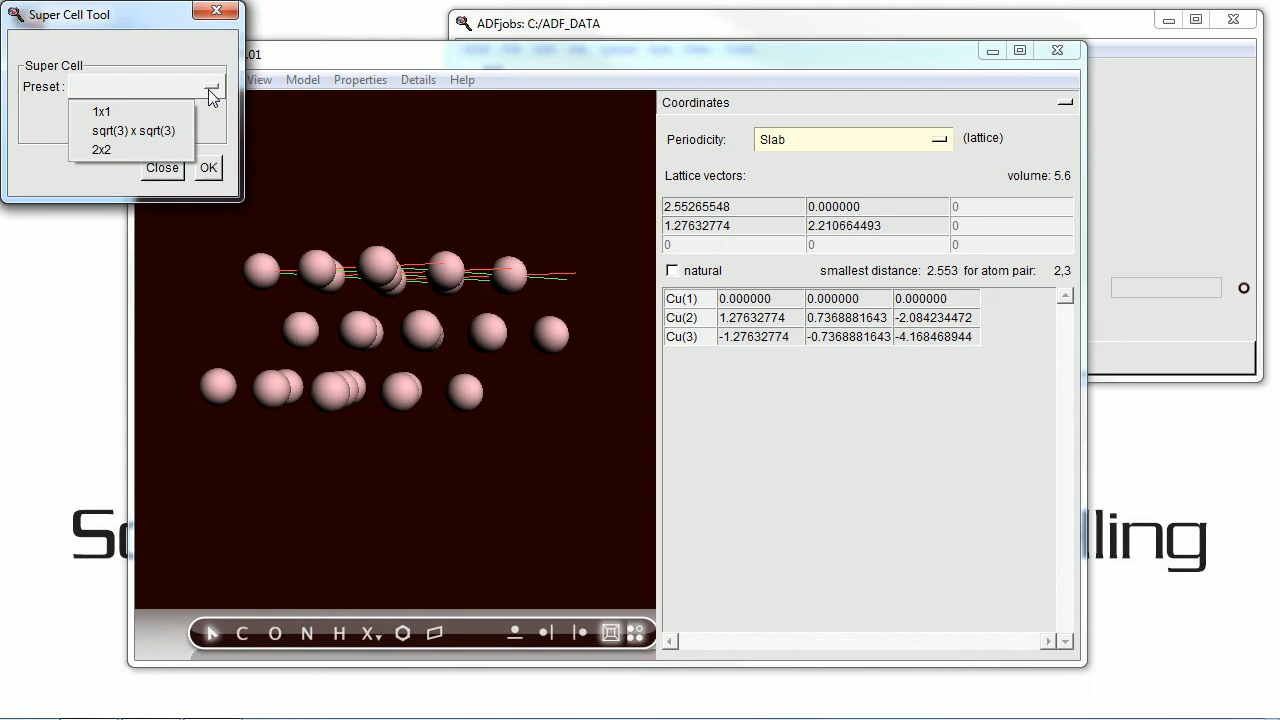 Super Cell Tool
Super Cell
Preset :
1x1
sqrt(3) x sqrt(3)
2x2
Close
OK
ADFjobs: C:/ADF_DATA
.01
View
Model
Properties
Details
Help
Coordinates
Periodicity:
Slab
(lattice)
Lattice vectors:
volume: 5.6
2.55265548 0.000000 0
1.27632774 2.210664493 0
0 0 0
natural
smallest distance: 2.553 for atom pair: 2,3
Cu(1) 0.000000 0.000000 0.000000
Cu(2) 1.27632774 0.7368881643 -2.084234472
Cu(3) -1.27632774 -0.7368881643 -4.168468944
C O N H X
lling